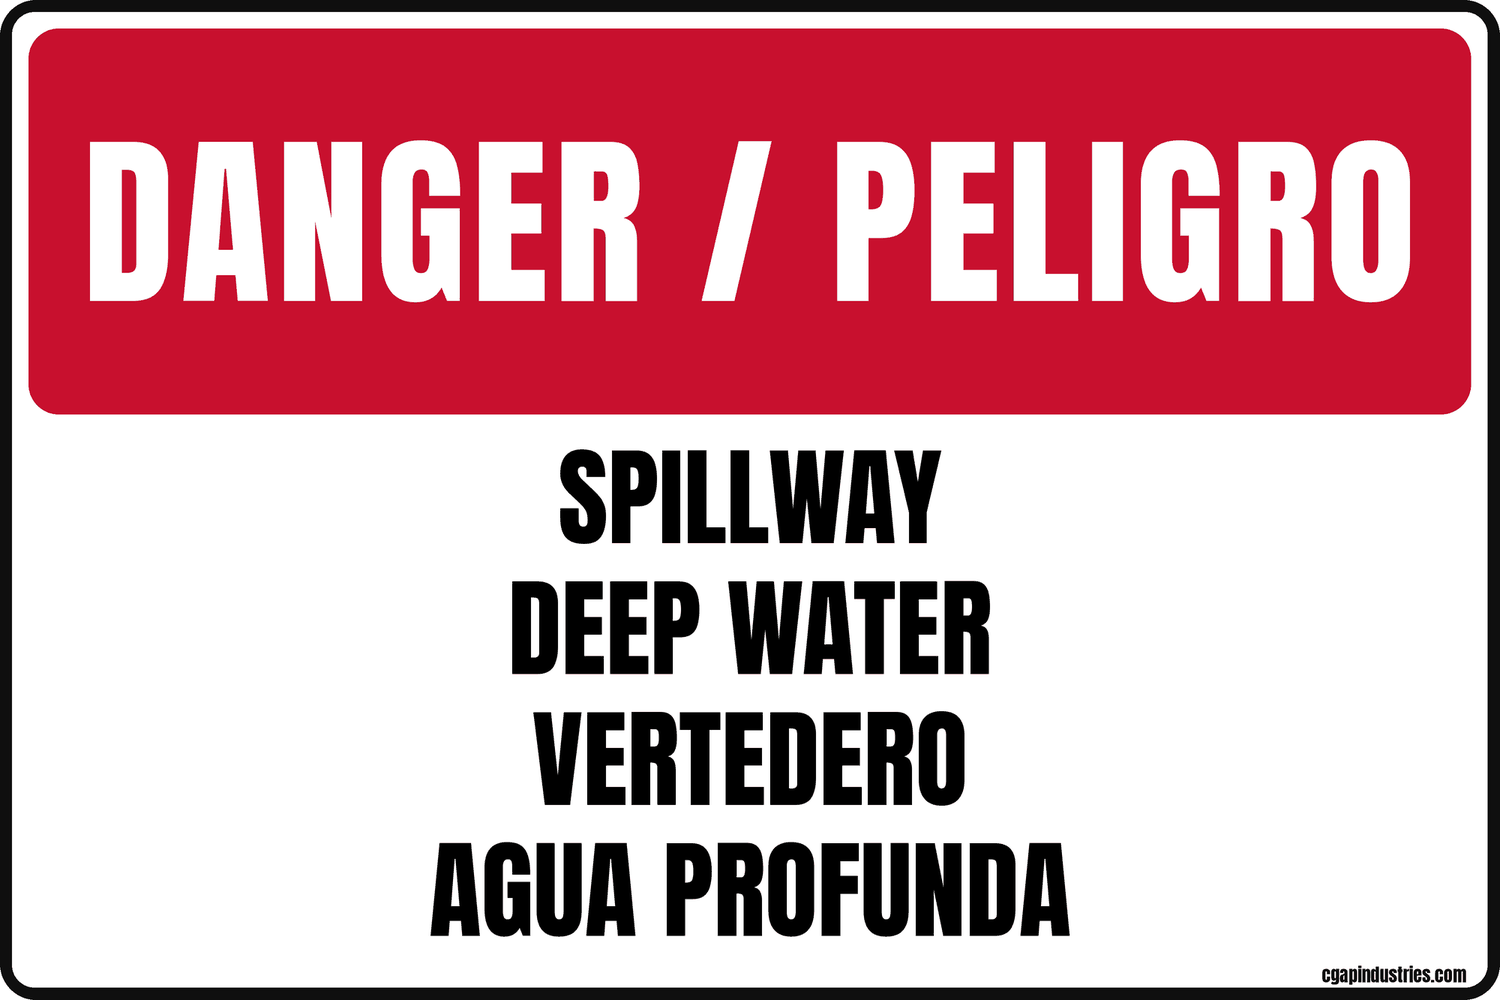 DANGER / PELIGRO
SPILLWAY
DEEP WATER
VERTEDERO
AGUA PROFUNDA
cgapindustries.com